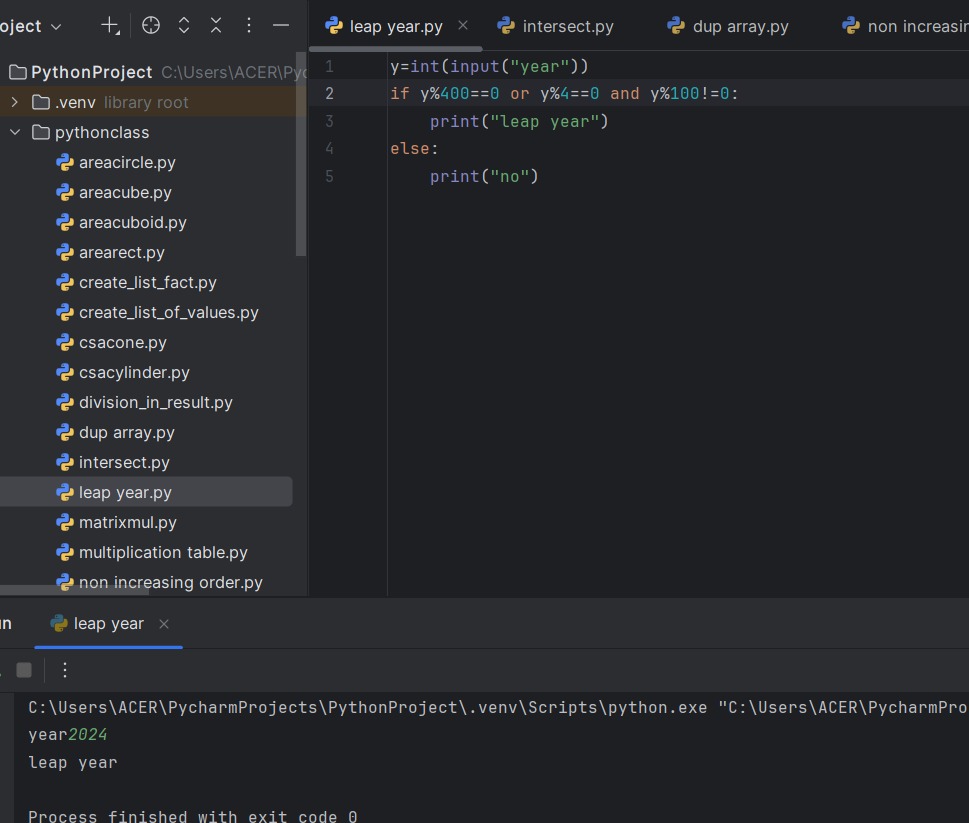 oject
leap year.py
intersect.py
dup array.py
non increasin
PythonProject C:\Users\ACER\Pyc
.venv library root
pythonclass
areacircle.py
areacube.py
areacuboid.py
arearect.py
create_list_fact.py
create_list_of_values.py
csacone.py
csacylinder.py
division_in_result.py
dup array.py
intersect.py
leap year.py
matrixmul.py
multiplication table.py
non increasing order.py
1 y=int(input("year"))
2 if y%400==0 or y%4==0 and y%100!=0:
3     print("leap year")
4 else:
5     print("no")
un leap year
C:\Users\ACER\PycharmProjects\PythonProject\.venv\Scripts\python.exe "C:\Users\ACER\PycharmPro
year2024
leap year
Process finished with exit code 0